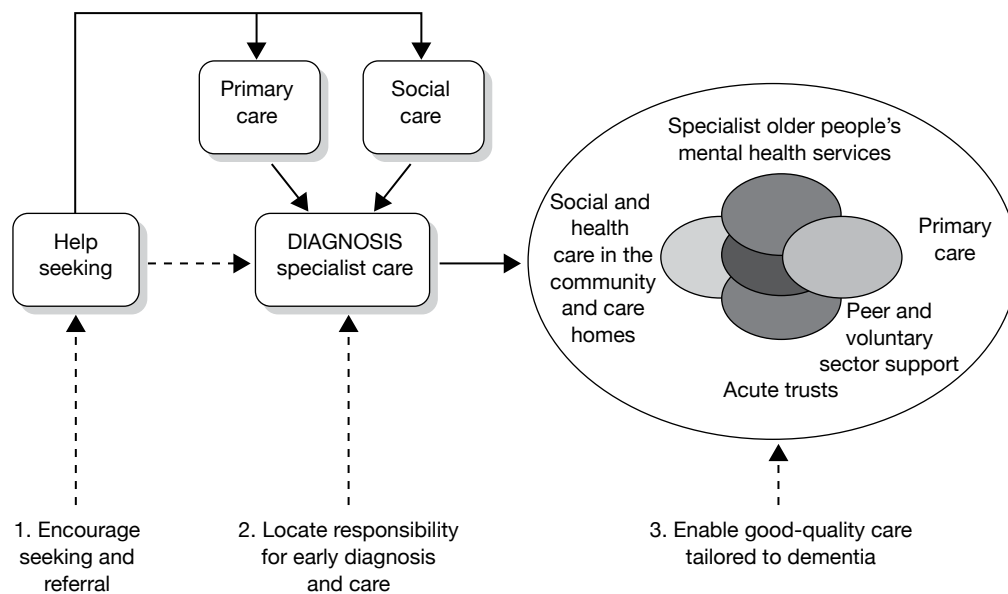 Primary
care
Social
care
Help
seeking
DIAGNOSIS
specialist care
Specialist older people’s
mental health services
Social and
health
care in the
community
and care
homes
Primary
care
Peer and
voluntary
sector support
Acute trusts
1. Encourage
seeking and
referral
2. Locate responsibility
for early diagnosis
and care
3. Enable good-quality care
tailored to dementia